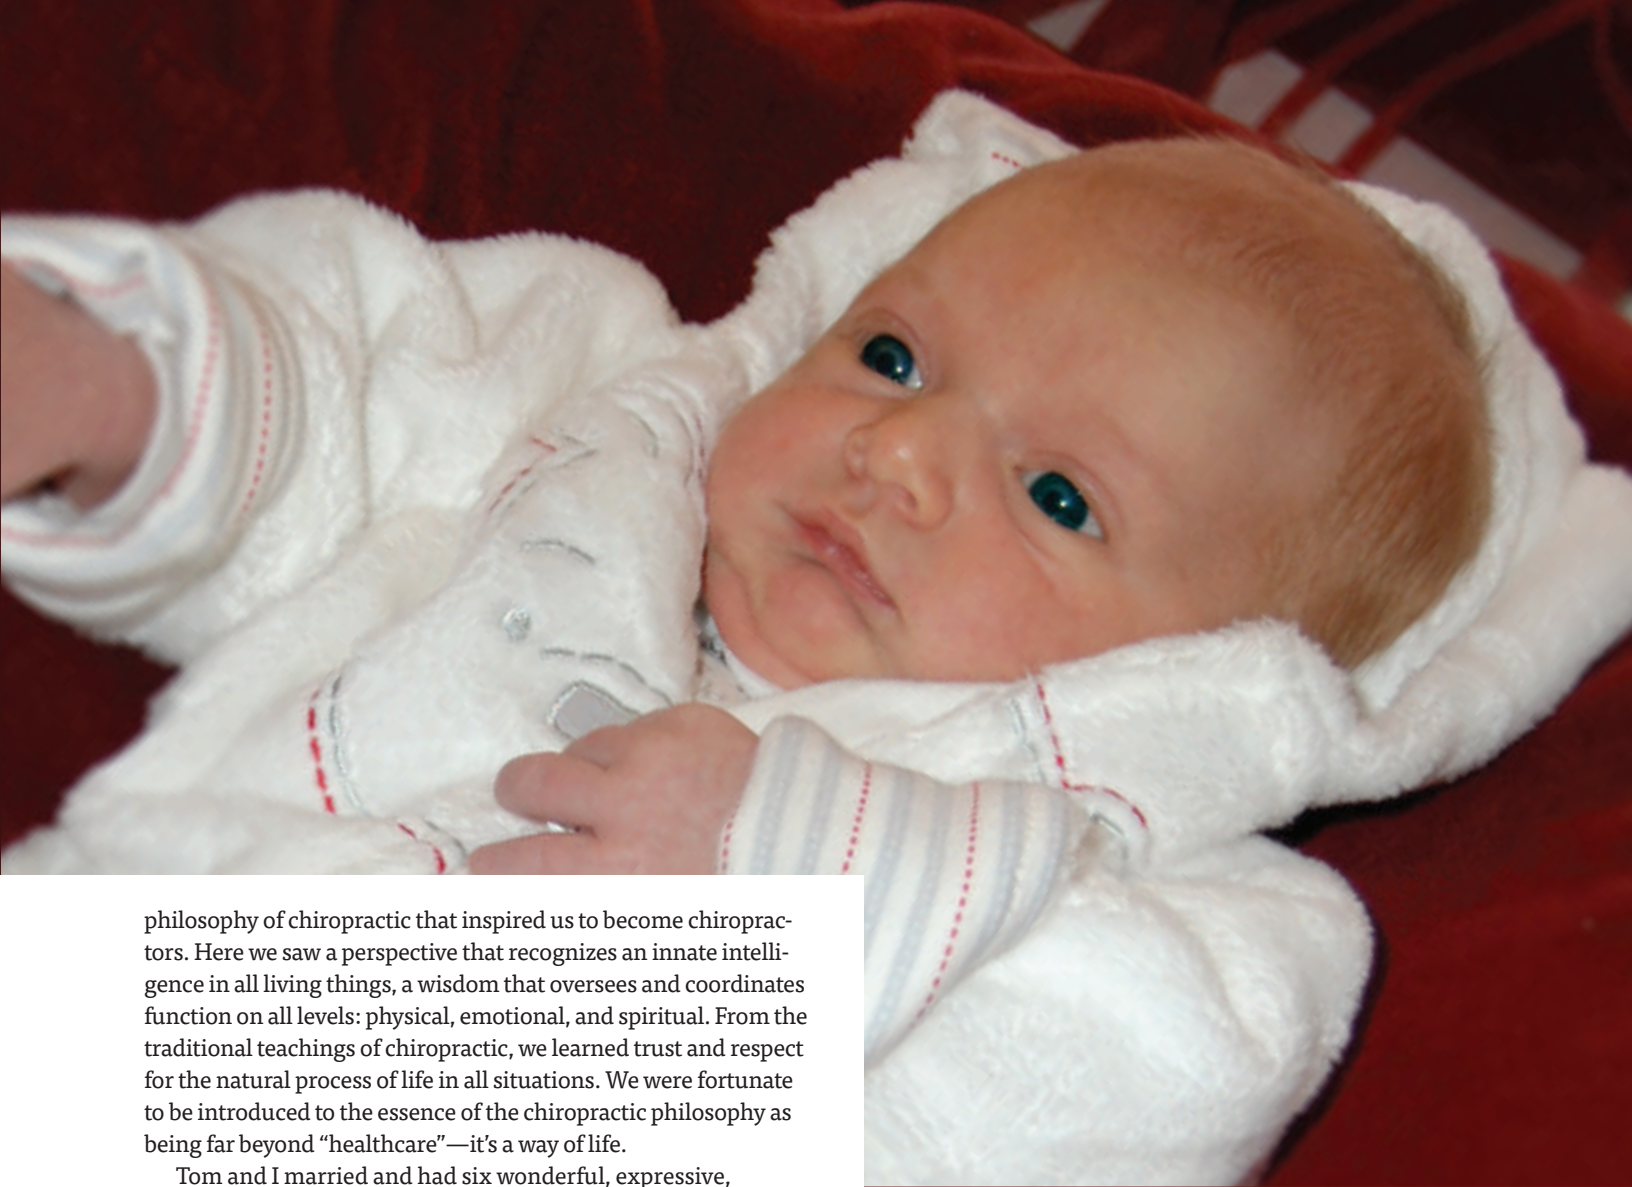 philosophy of chiropractic that inspired us to become chiroprac-
tors. Here we saw a perspective that recognizes an innate intelli-
gence in all living things, a wisdom that oversees and coordinates
function on all levels: physical, emotional, and spiritual. From the
traditional teachings of chiropractic, we learned trust and respect
for the natural process of life in all situations. We were fortunate
to be introduced to the essence of the chiropractic philosophy as
being far beyond “healthcare”—it’s a way of life.
Tom and I married and had six wonderful, expressive,